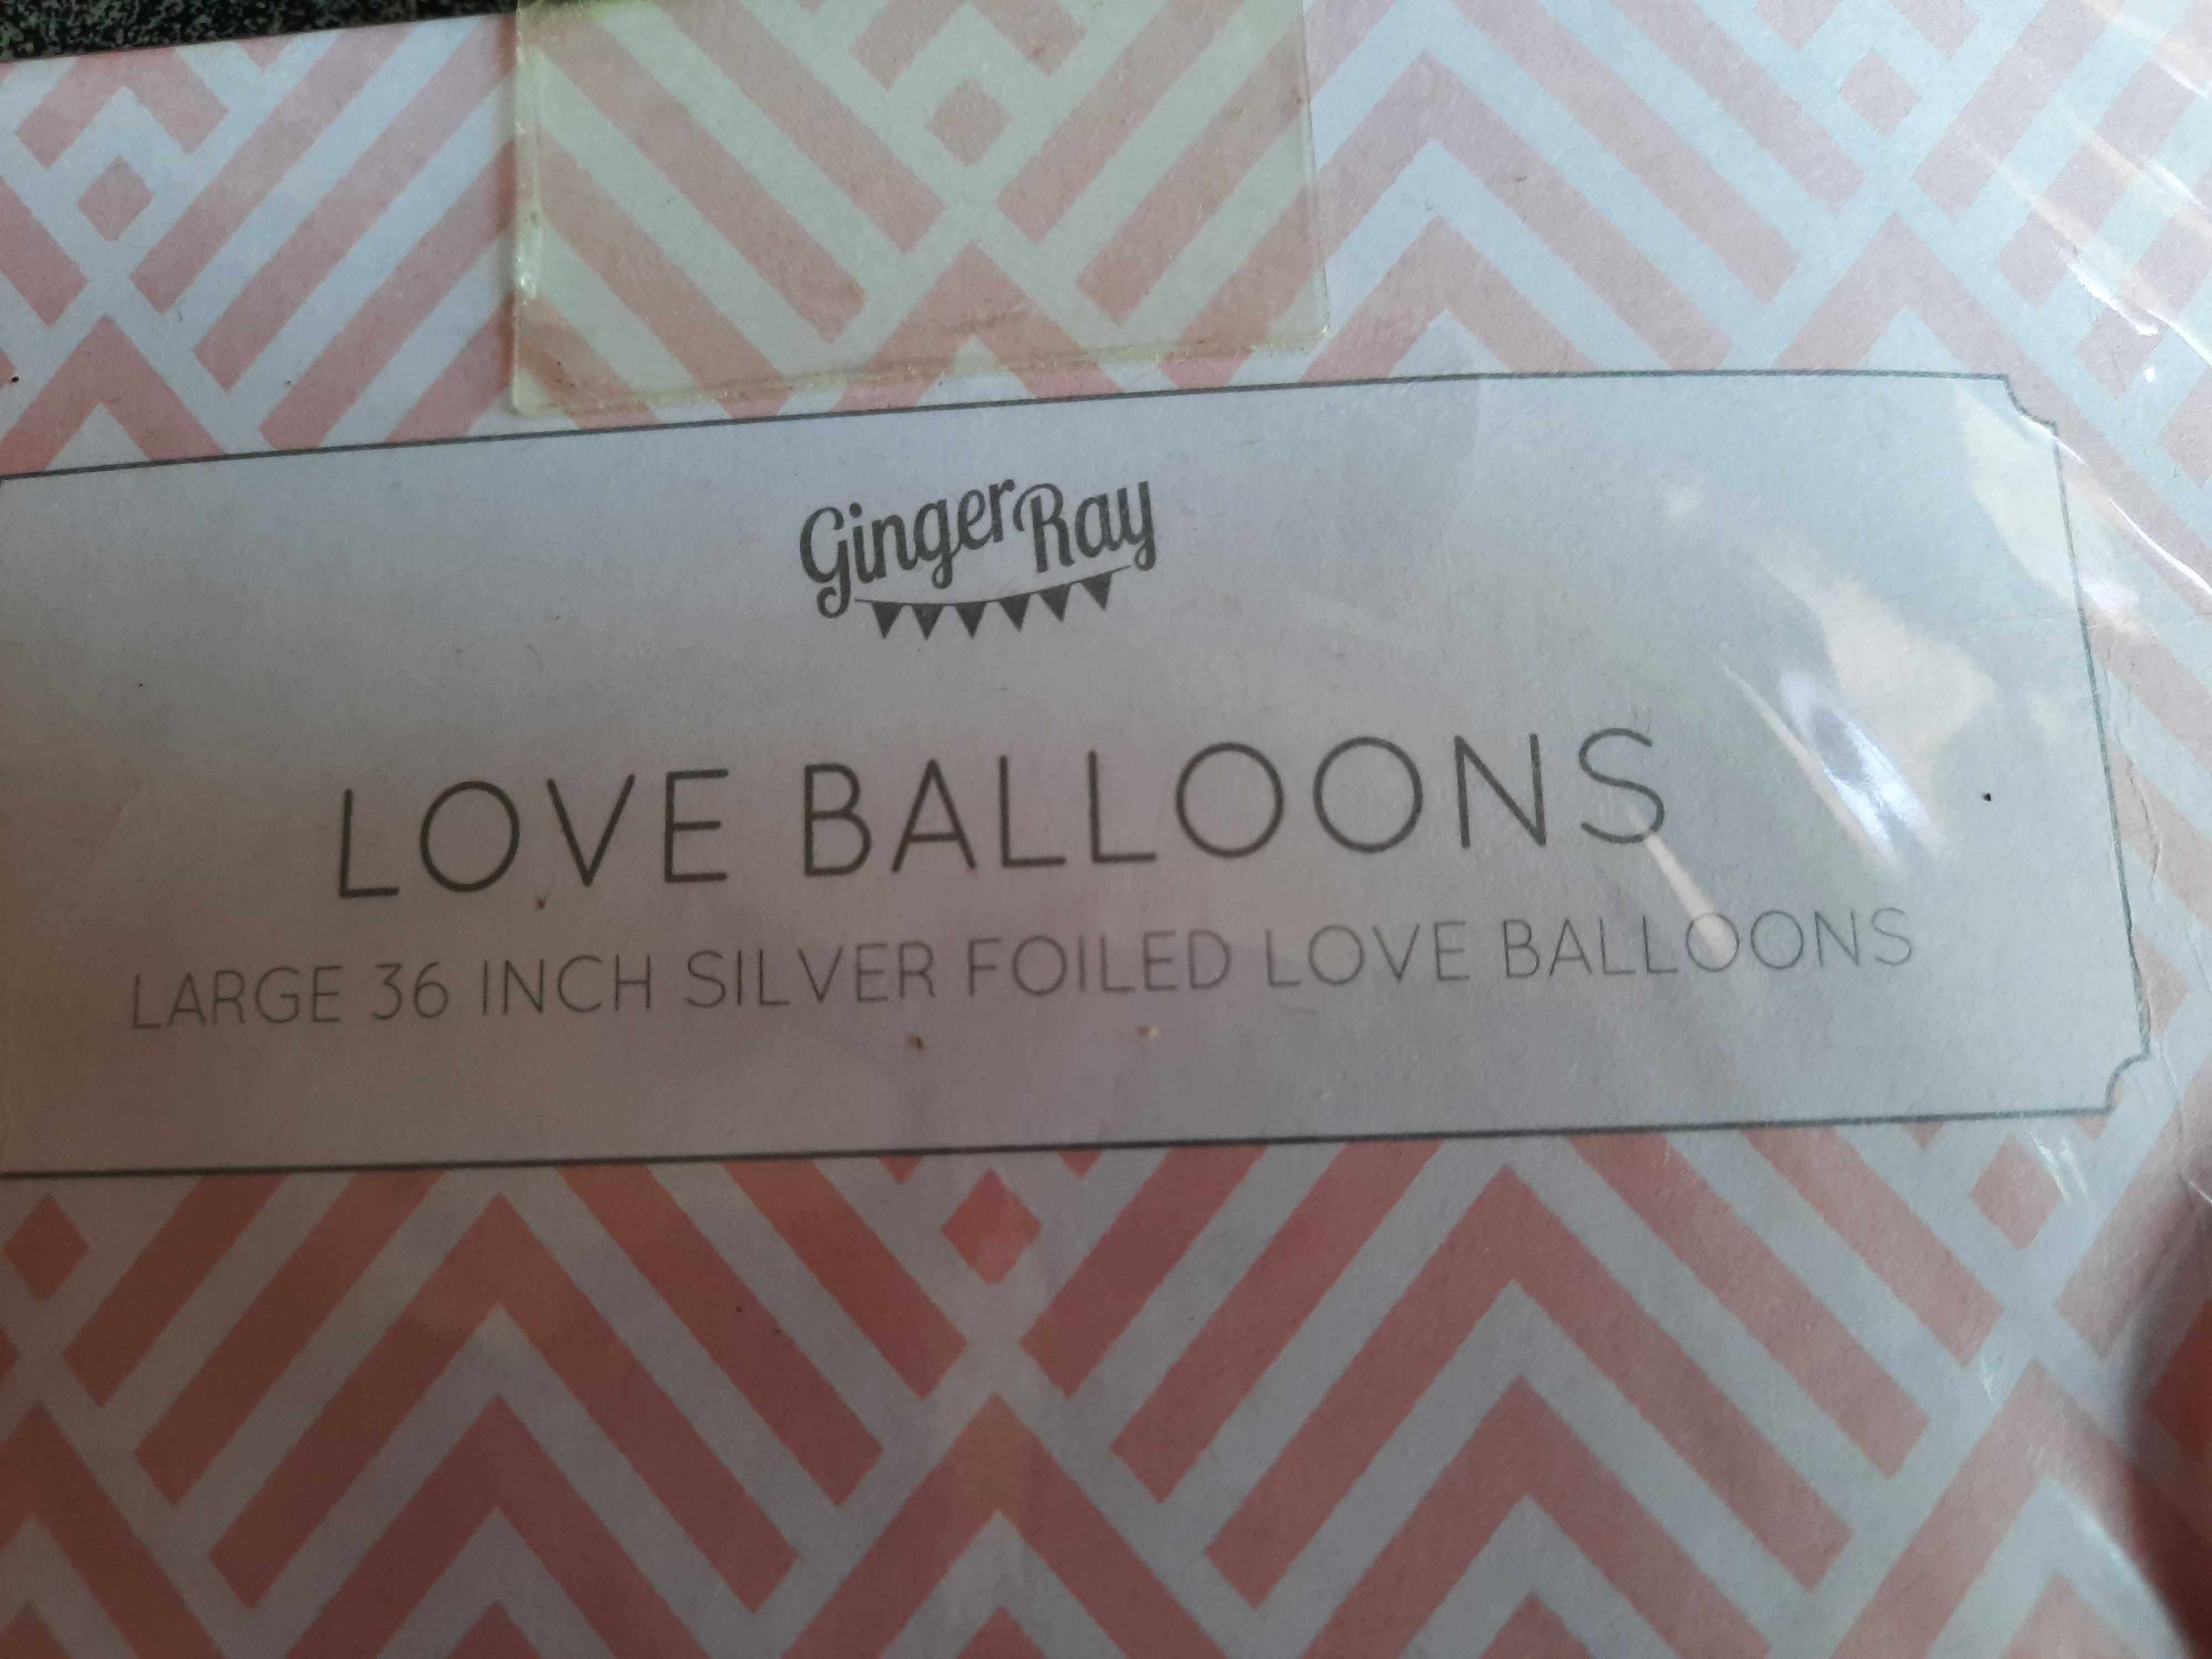 Ginger Ray
LOVE BALLOONS
LARGE 36 INCH SILVER FOILED LOVE BALLOONS